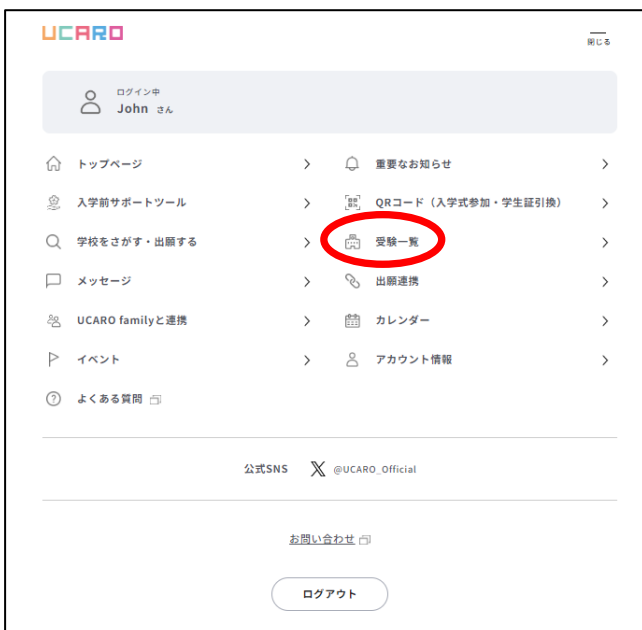 UCARO
閉じる
ログイン中
John さん
トップページ
重要なお知らせ
入学前サポートツール
QRコード（入学式参加・学生証引換）
学校をさがす・出願する
受験一覧
メッセージ
出願連携
UCARO familyと連携
カレンダー
イベント
アカウント情報
よくある質問
公式SNS @UCARO_Official
お問い合わせ
ログアウト